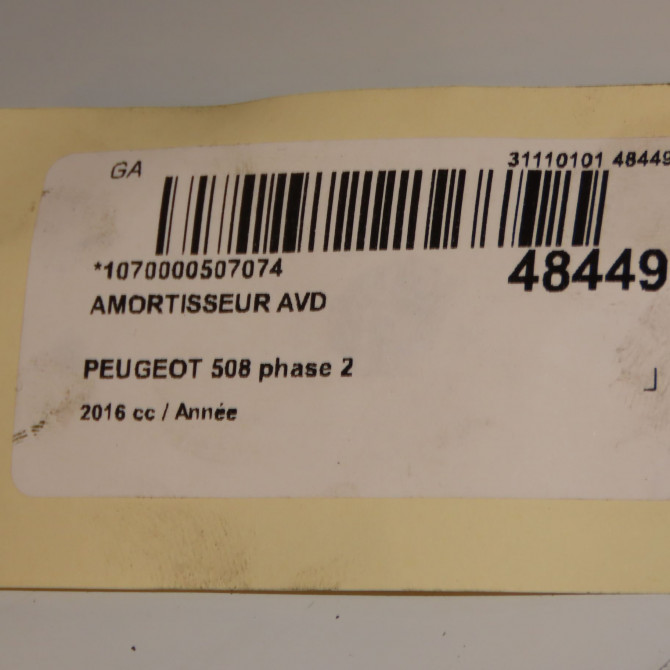 GA
31110101 48449
*1070000507074
48449
AMORTISSEUR AVD
PEUGEOT 508 phase 2
2016 cc / Année